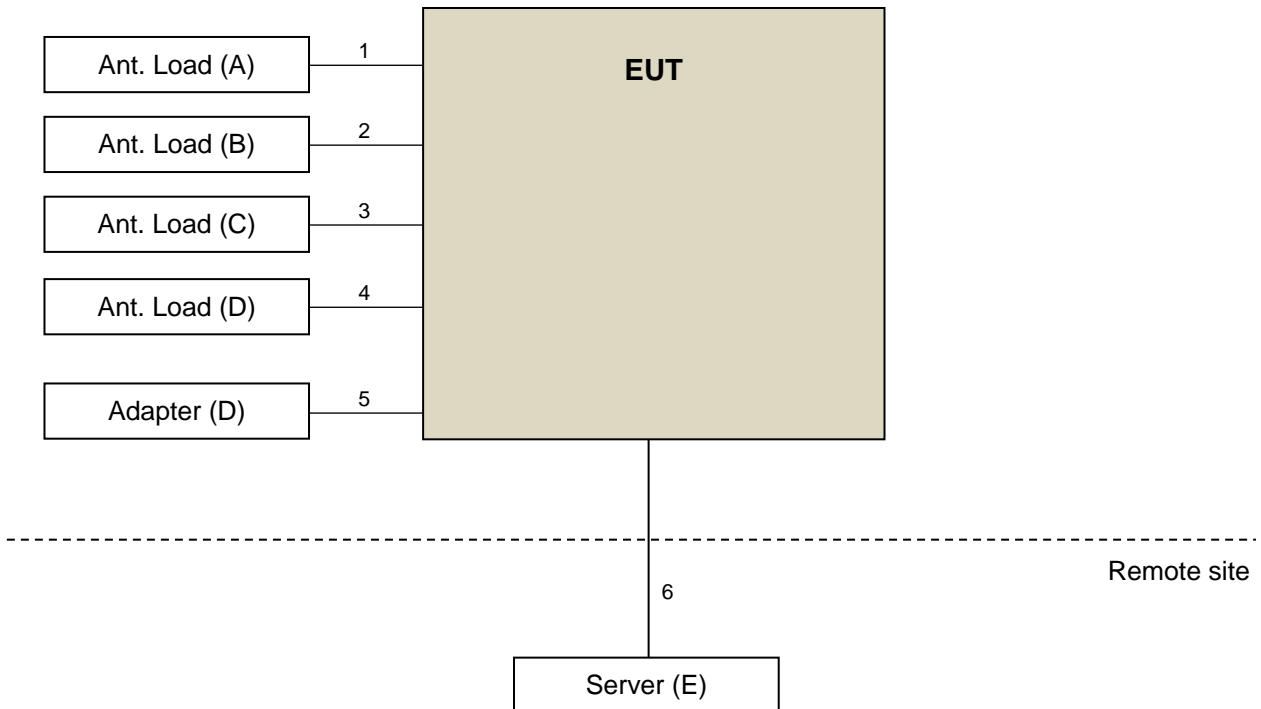 Ant. Load (A)
1
EUT
Ant. Load (B)
2
Ant. Load (C)
3
Ant. Load (D)
4
Adapter (D)
5
Remote site
6
Server (E)